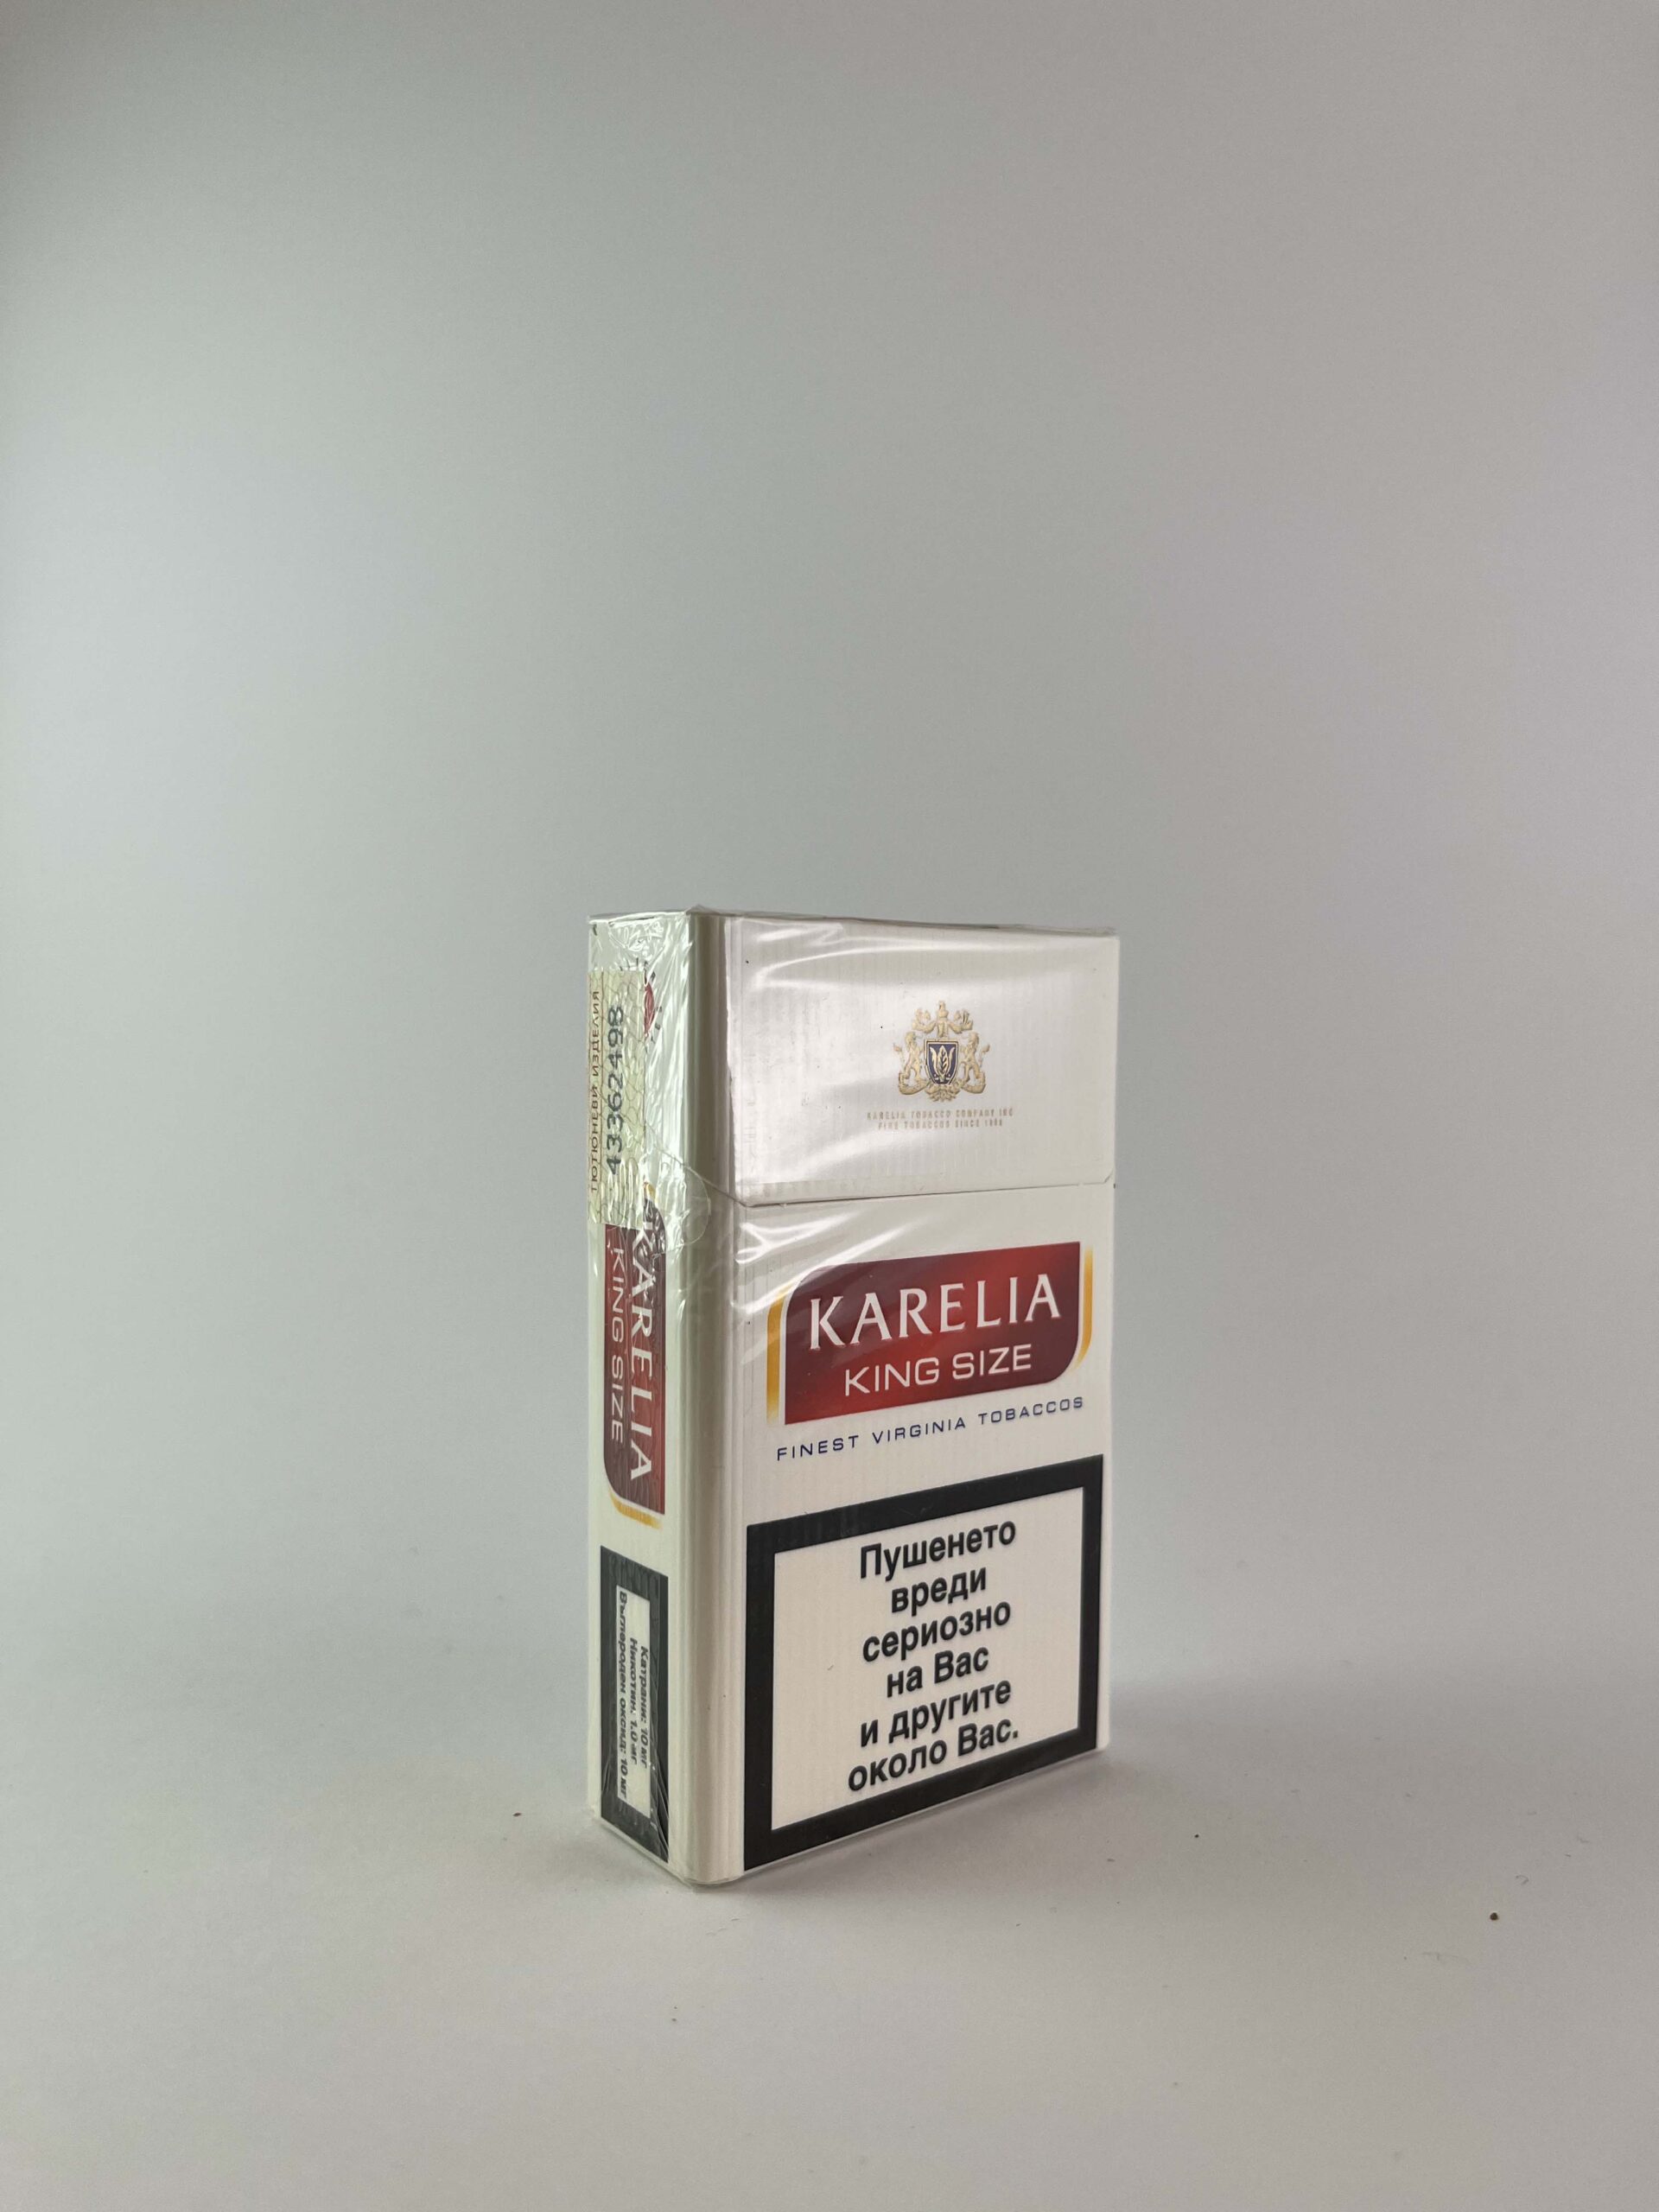 KARELIA TOBACCO COMPANY INC
FINE TOBACCOS SINCE 1888
KARELIA
KING SIZE
FINEST VIRGINIA TOBACCOS
Пушенето
вреди
сериозно
на Вас
и другите
около Вас.
ТЮТЮНЕВИ ИЗДЕЛИЯ
43362498
KARELIA
KING SIZE
Катрани: 10 мг
Никотин: 1.0 мг
Въглероден оксид: 10 мг